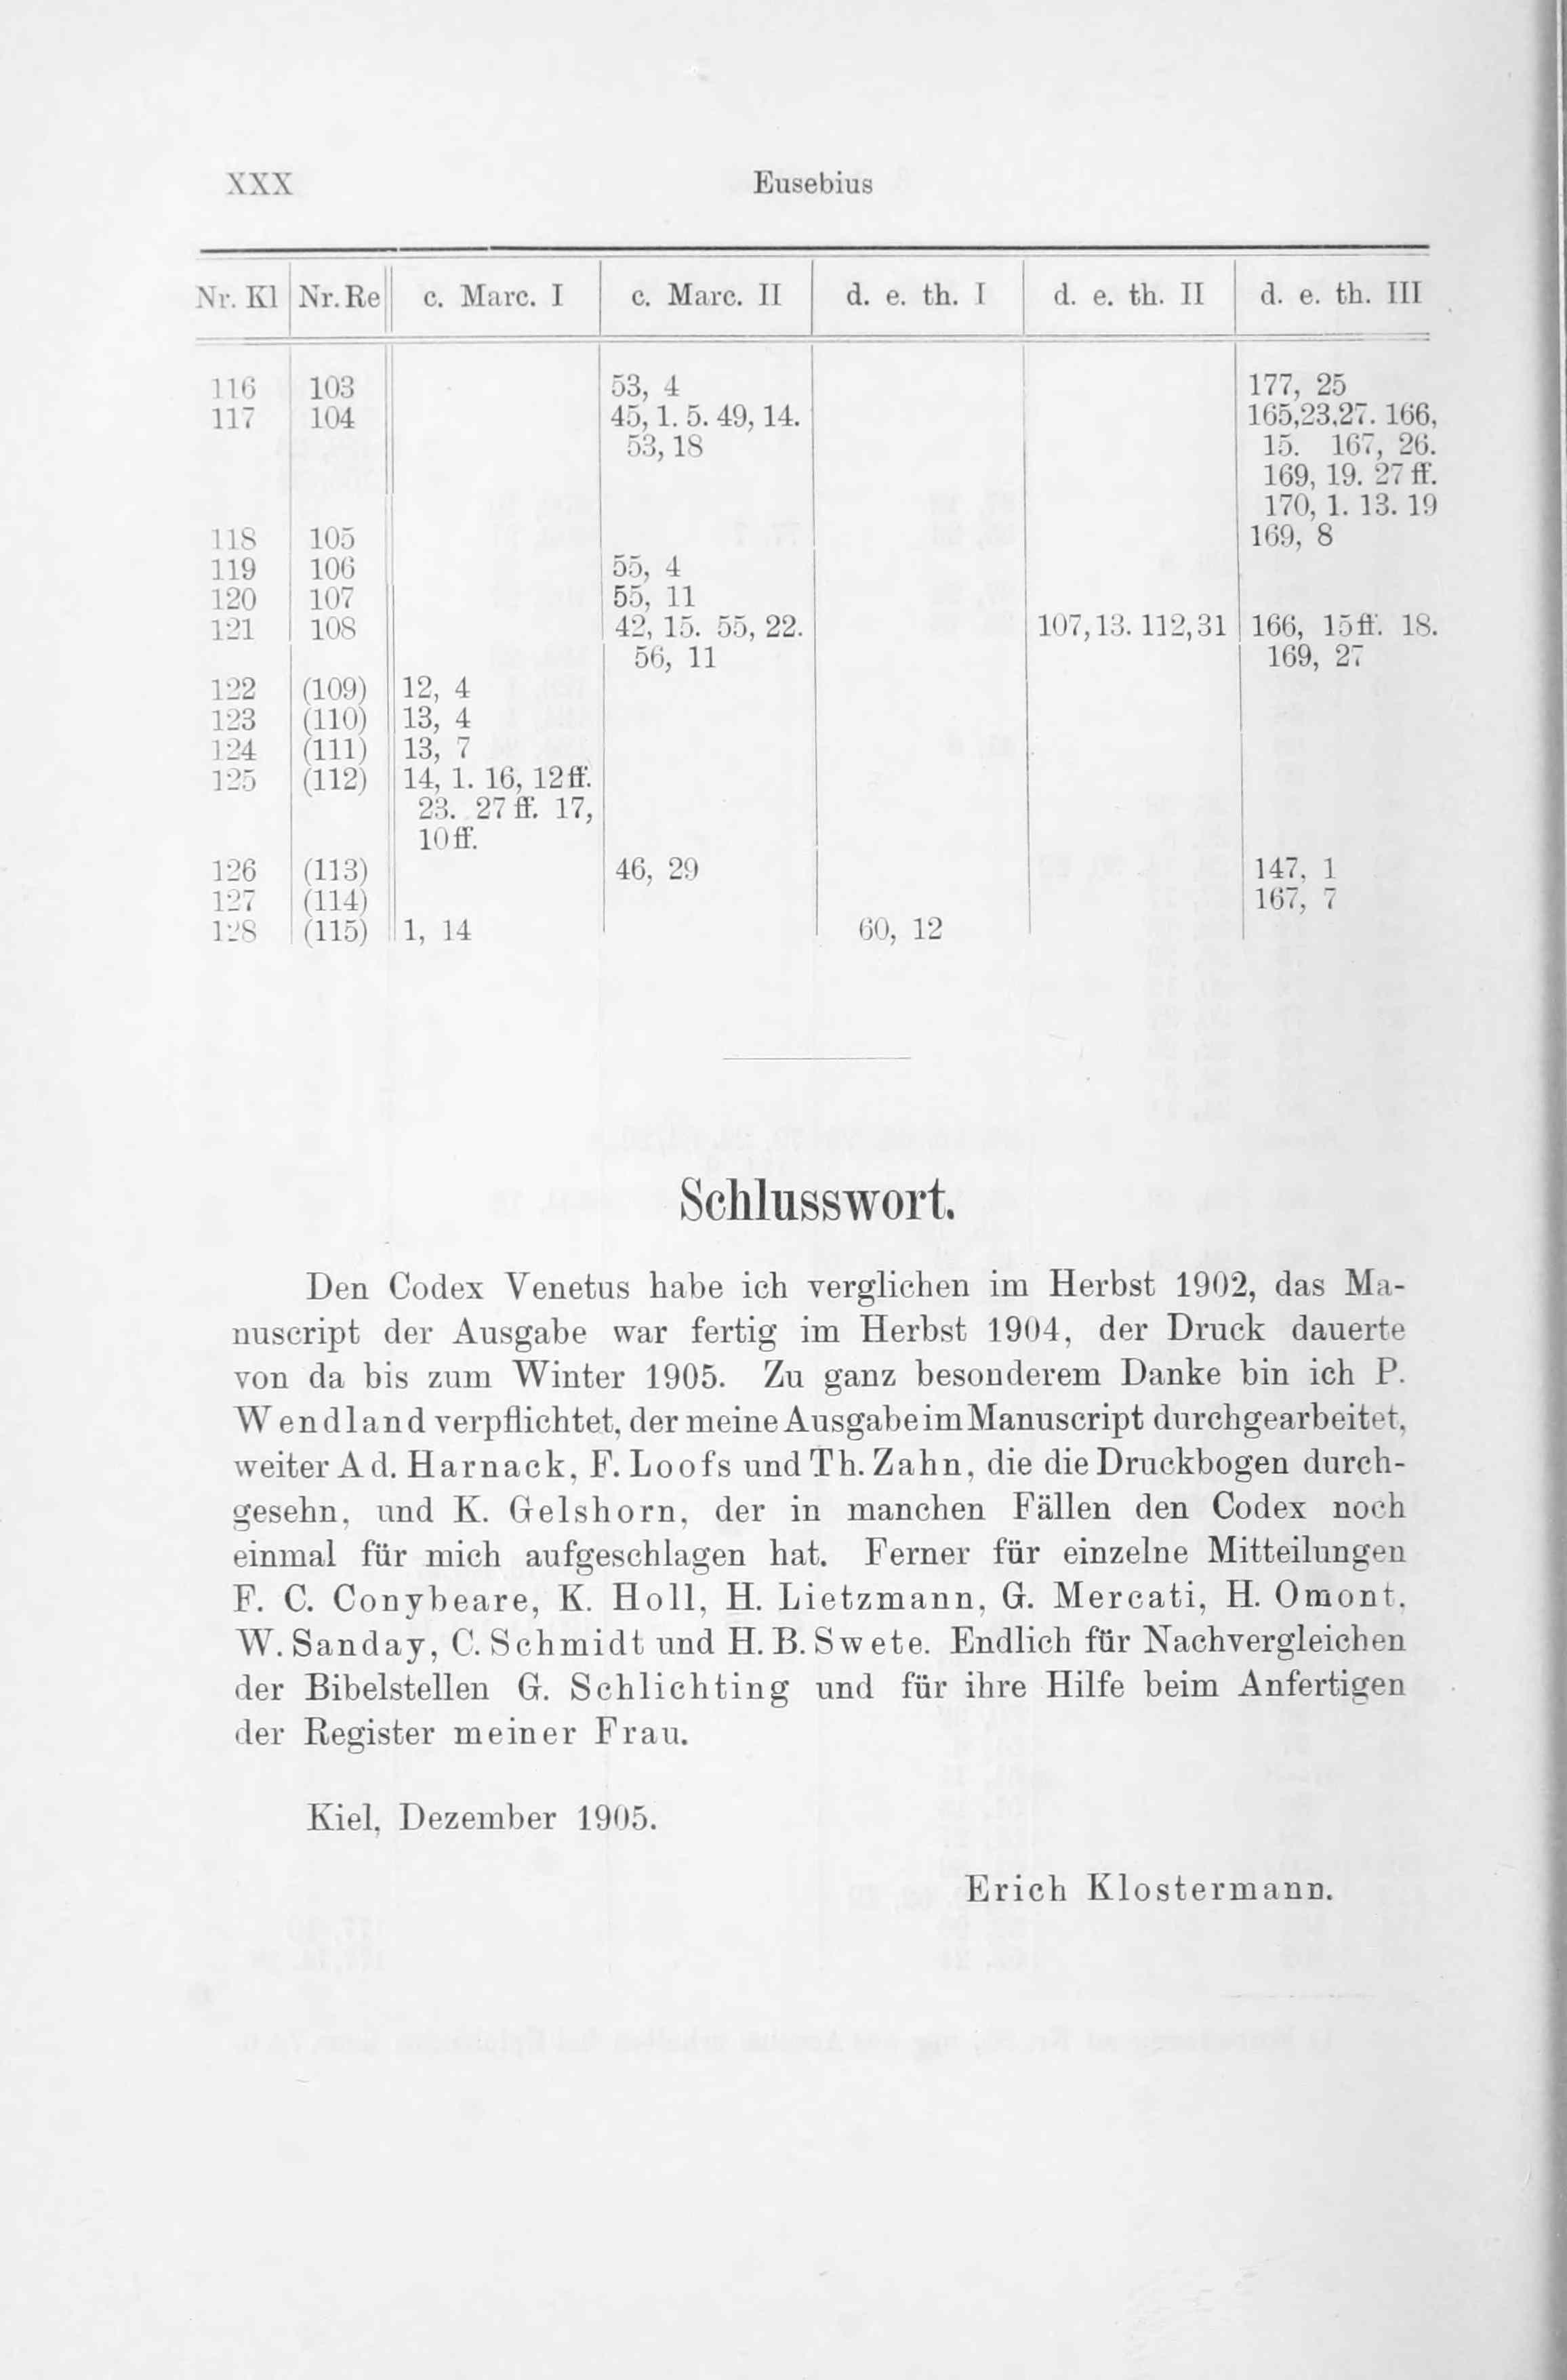 XXX Eusebius
Nr. Kl Nr. Re c. Marc. I c. Marc. II d. e. th. I d. e. th. II d. e. th. III
116 103 53, 4 177, 25
117 104 45, 1. 5. 49, 14. 165,23,27. 166,
53, 18 15. 167, 26.
169, 19. 27 ff.
170, 1. 13. 19
118 105 169, 8
119 106 55, 4
120 107 55, 11
121 108 42, 15. 55, 22. 107,13. 112,31 166, 15 ff. 18.
56, 11 169, 27
122 (109) 12, 4
123 (110) 13, 4
124 (111) 13, 7
125 (112) 14, 1. 16, 12 ff.
23. 27 ff. 17,
10 ff.
126 (113) 46, 29 147, 1
127 (114) 167, 7
128 (115) 1, 14 60, 12
Schlusswort.
Den Codex Venetus habe ich verglichen im Herbst 1902, das Ma-
nuscript der Ausgabe war fertig im Herbst 1904, der Druck dauerte
von da bis zum Winter 1905. Zu ganz besonderem Danke bin ich P.
Wendland verpflichtet, der meine Ausgabe im Manuscript durchgearbeitet,
weiter Ad. Harnack, F. Loofs und Th. Zahn, die die Druckbogen durch-
gesehn, und K. Gelshorn, der in manchen Fällen den Codex noch
einmal für mich aufgeschlagen hat. Ferner für einzelne Mitteilungen
F. C. Conybeare, K. Holl, H. Lietzmann, G. Mercati, H. Omont,
W. Sanday, C. Schmidt und H. B. Swete. Endlich für Nachvergleichen
der Bibelstellen G. Schlichting und für ihre Hilfe beim Anfertigen
der Register meiner Frau.
Kiel, Dezember 1905.
Erich Klostermann.